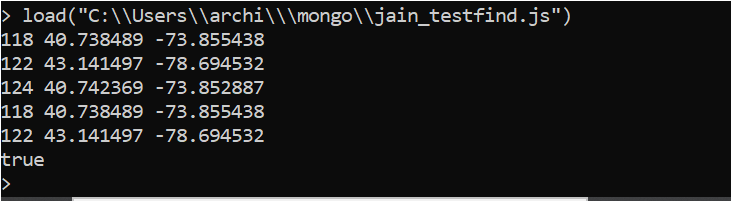 > load("C:\\Users\\archi\\\mongo\\jain_testfind.js")
118 40.738489 -73.855438
122 43.141497 -78.694532
124 40.742369 -73.852887
118 40.738489 -73.855438
122 43.141497 -78.694532
true
>